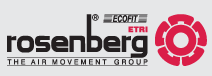 ® ECOFIT
ETRI
rosenberg
THE AIR MOVEMENT GROUP